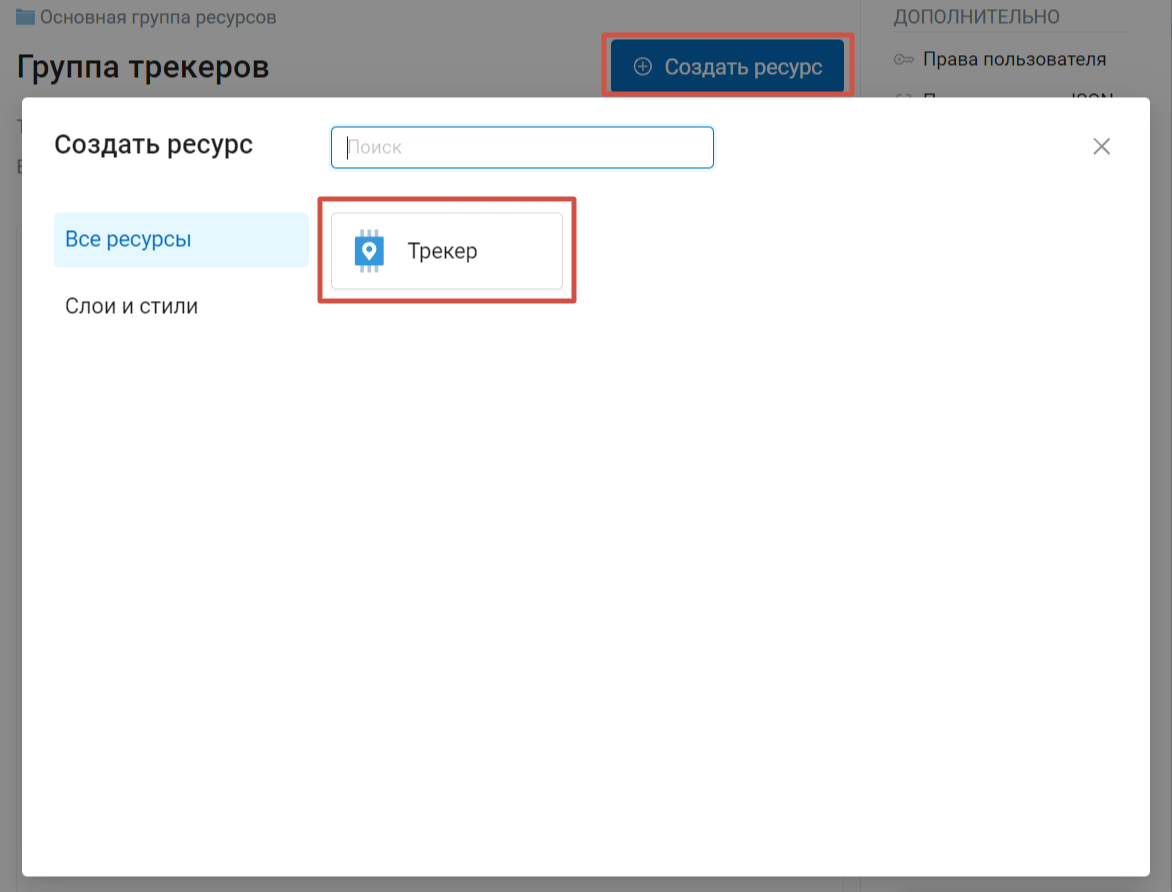 Основная группа ресурсов
Группа трекеров
Создать ресурс
ДОПОЛНИТЕЛЬНО
Права пользователя
JSON
Создать ресурс
Поиск
Все ресурсы
Слои и стили
Трекер